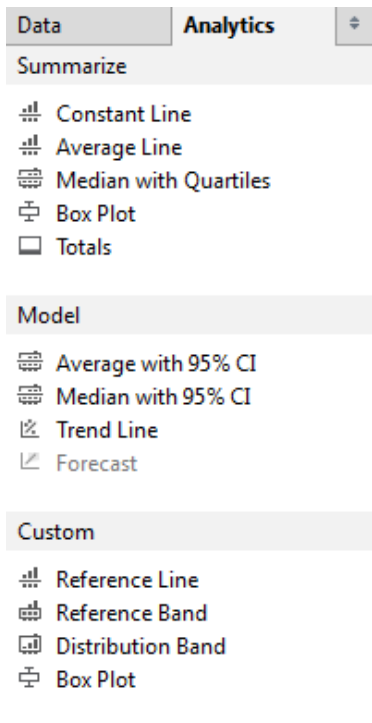 Data Analytics
Summarize
Constant Line
Average Line
Median with Quartiles
Box Plot
Totals
Model
Average with 95% CI
Median with 95% CI
Trend Line
Forecast
Custom
Reference Line
Reference Band
Distribution Band
Box Plot